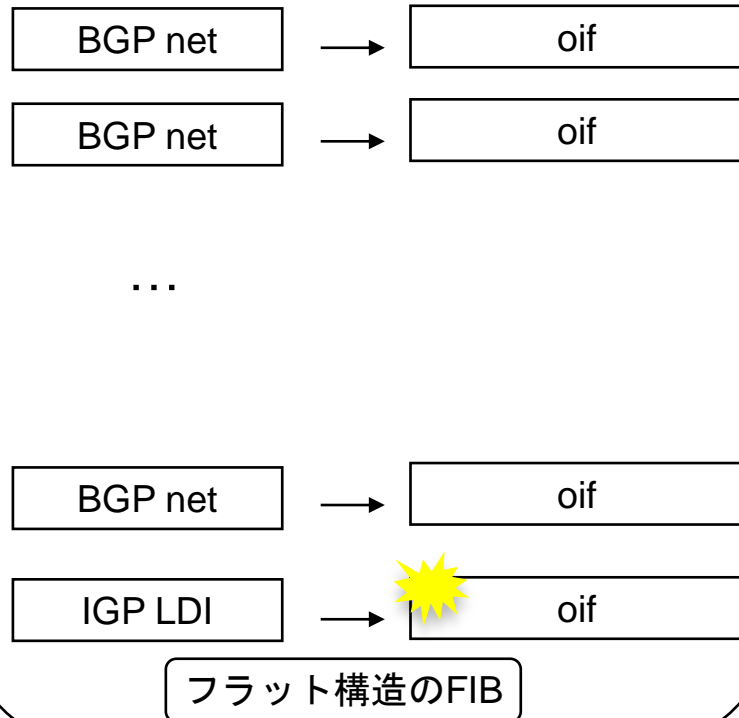 BGP net → oif
BGP net → oif
...
BGP net → oif
IGP LDI → oif
フラット構造のFIB